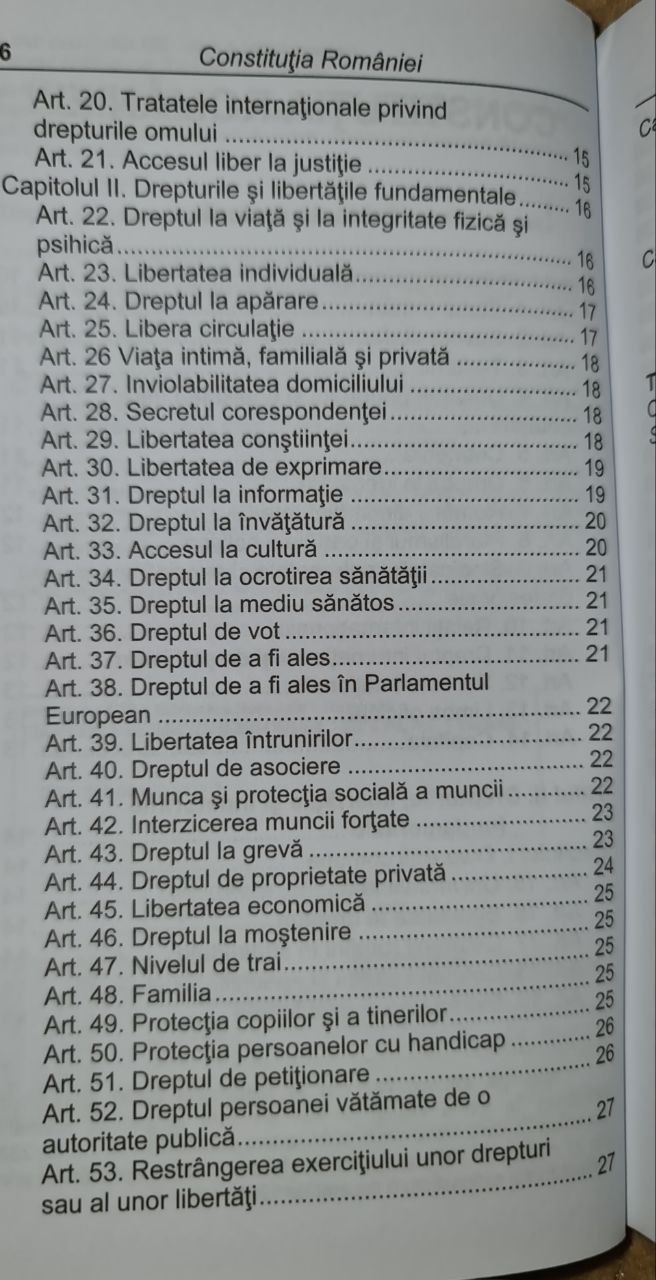 6
Constituţia României
Art. 20. Tratatele internaţionale privind
drepturile omului ........................................ 15
Art. 21. Accesul liber la justiţie ........................ 15
Capitolul II. Drepturile şi libertăţile fundamentale......... 16
Art. 22. Dreptul la viaţă şi la integritate fizică şi
psihică........................................................ 16
Art. 23. Libertatea individuală.......................... 16
Art. 24. Dreptul la apărare.............................. 17
Art. 25. Libera circulaţie ................................ 17
Art. 26 Viaţa intimă, familială şi privată .............. 18
Art. 27. Inviolabilitatea domiciliului .................... 18
Art. 28. Secretul corespondenţei...................... 18
Art. 29. Libertatea conştiinţei............................ 18
Art. 30. Libertatea de exprimare....................... 19
Art. 31. Dreptul la informaţie ............................ 19
Art. 32. Dreptul la învăţătură ............................ 20
Art. 33. Accesul la cultură ................................ 20
Art. 34. Dreptul la ocrotirea sănătăţii.................. 21
Art. 35. Dreptul la mediu sănătos...................... 21
Art. 36. Dreptul de vot ..................................... 21
Art. 37. Dreptul de a fi ales............................... 21
Art. 38. Dreptul de a fi ales în Parlamentul
European ..................................................... 22
Art. 39. Libertatea întrunirilor............................ 22
Art. 40. Dreptul de asociere ............................. 22
Art. 41. Munca şi protecţia socială a muncii ........... 22
Art. 42. Interzicerea muncii forţate .................... 23
Art. 43. Dreptul la grevă .................................. 23
Art. 44. Dreptul de proprietate privată ................ 24
Art. 45. Libertatea economică .......................... 25
Art. 46. Dreptul la moştenire ............................ 25
Art. 47. Nivelul de trai...................................... 25
Art. 48. Familia .............................................. 25
Art. 49. Protecţia copiilor şi a tinerilor................. 25
Art. 50. Protecţia persoanelor cu handicap ........... 26
Art. 51. Dreptul de petiţionare .......................... 26
Art. 52. Dreptul persoanei vătămate de o
autoritate publică........................................... 27
Art. 53. Restrângerea exerciţiului unor drepturi
sau al unor libertăţi......................................... 27